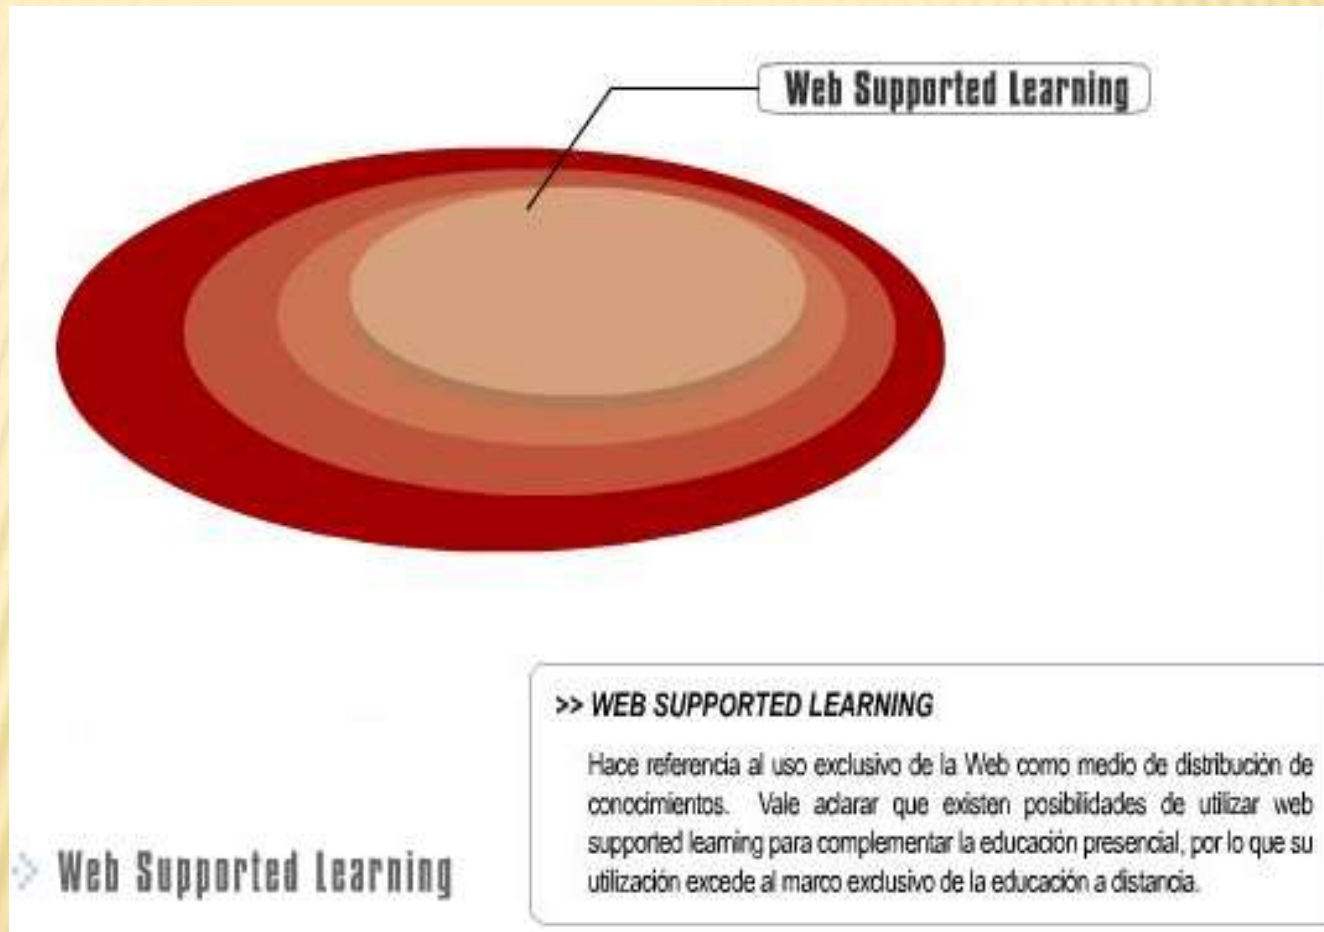 Web Supported Learning
>> WEB SUPPORTED LEARNING
Hace referencia al uso exclusivo de la Web como medio de distribución de
conocimientos. Vale aclarar que existen posibilidades de utilizar web
supported learning para complementar la educación presencial, por lo que su
utilización excede al marco exclusivo de la educación a distancia.
Web Supported Learning